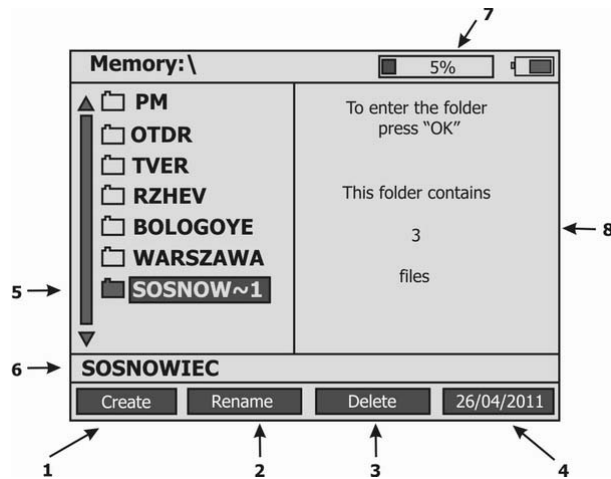 7
Memory:\
5%
PM
OTDR
TVER
RZHEV
BOLOGOYE
WARSZAWA
SOSNOW~1
To enter the folder
press “OK”
This folder contains
3
files
8
5
6
SOSNOWIEC
Create Rename Delete 26/04/2011
1 2 3 4